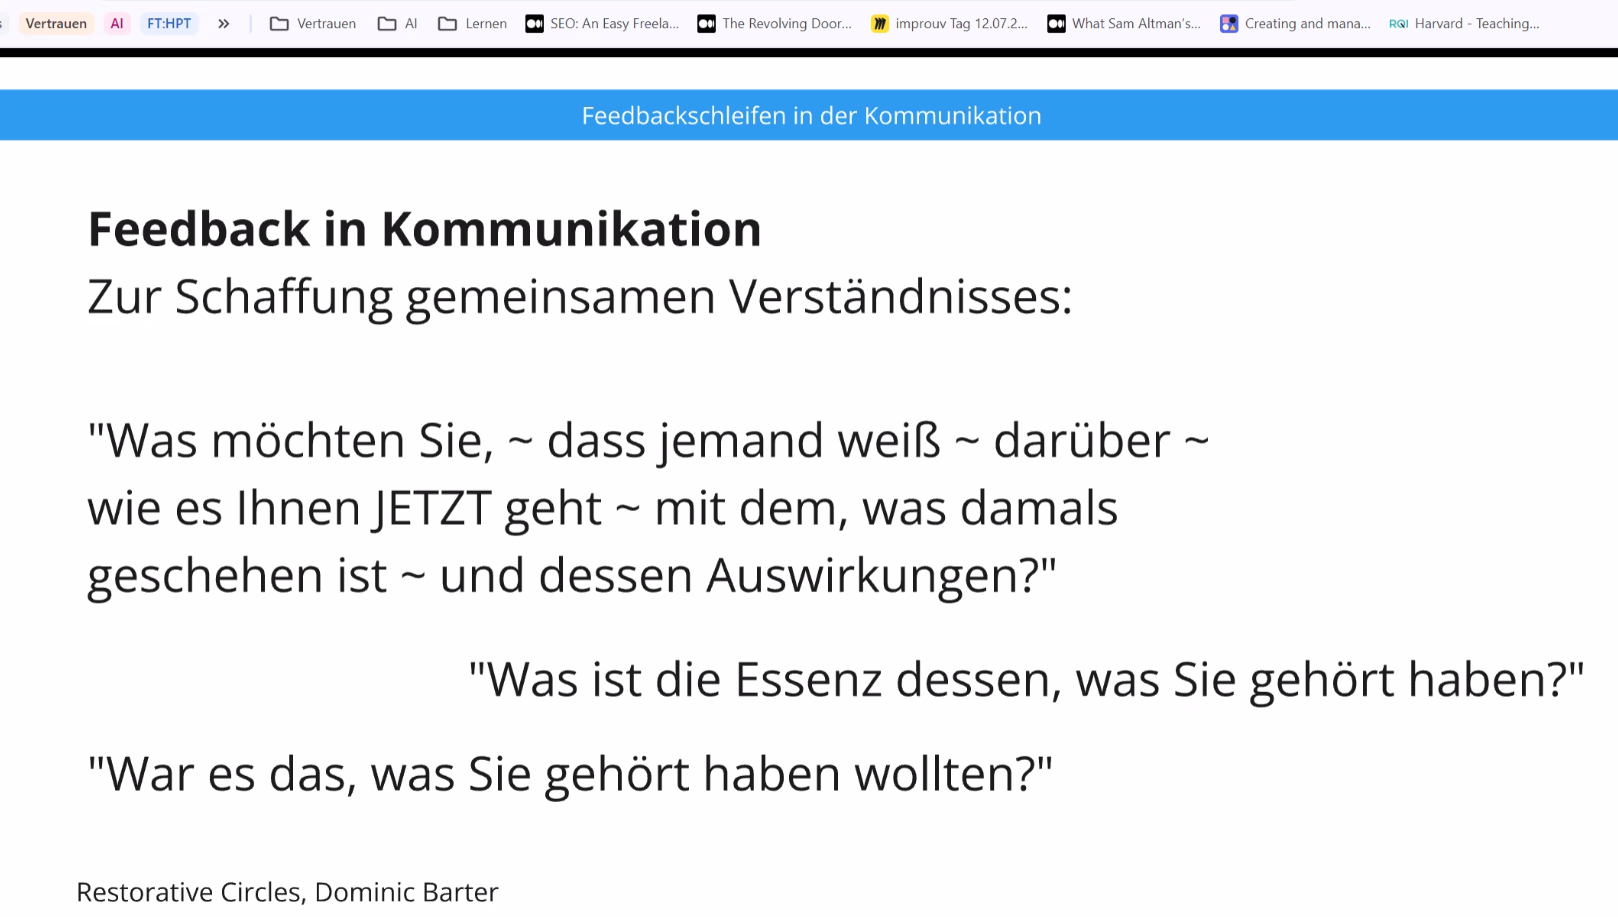 Vertrauen AI FT:HPT » Vertrauen AI Lernen SEO: An Easy Freela... The Revolving Door... improuv Tag 12.07.2... What Sam Altman's... Creating and mana... RQI Harvard - Teaching...
Feedbackschleifen in der Kommunikation
Feedback in Kommunikation
Zur Schaffung gemeinsamen Verständnisses:
"Was möchten Sie, ~ dass jemand weiß ~ darüber ~
wie es Ihnen JETZT geht ~ mit dem, was damals
geschehen ist ~ und dessen Auswirkungen?"
"Was ist die Essenz dessen, was Sie gehört haben?"
"War es das, was Sie gehört haben wollten?"
Restorative Circles, Dominic Barter